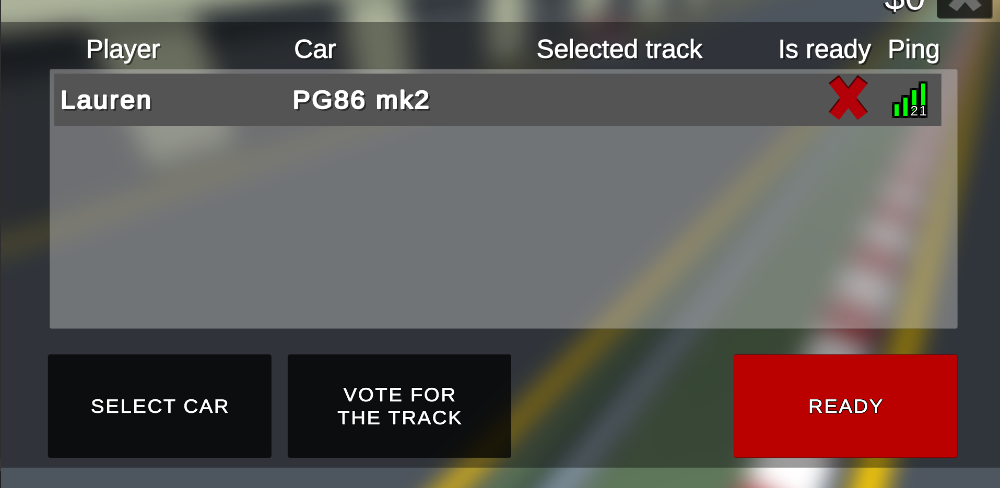 $0
Player Car Selected track Is ready Ping
Lauren PG86 mk2 21
SELECT CAR
VOTE FOR
THE TRACK
READY